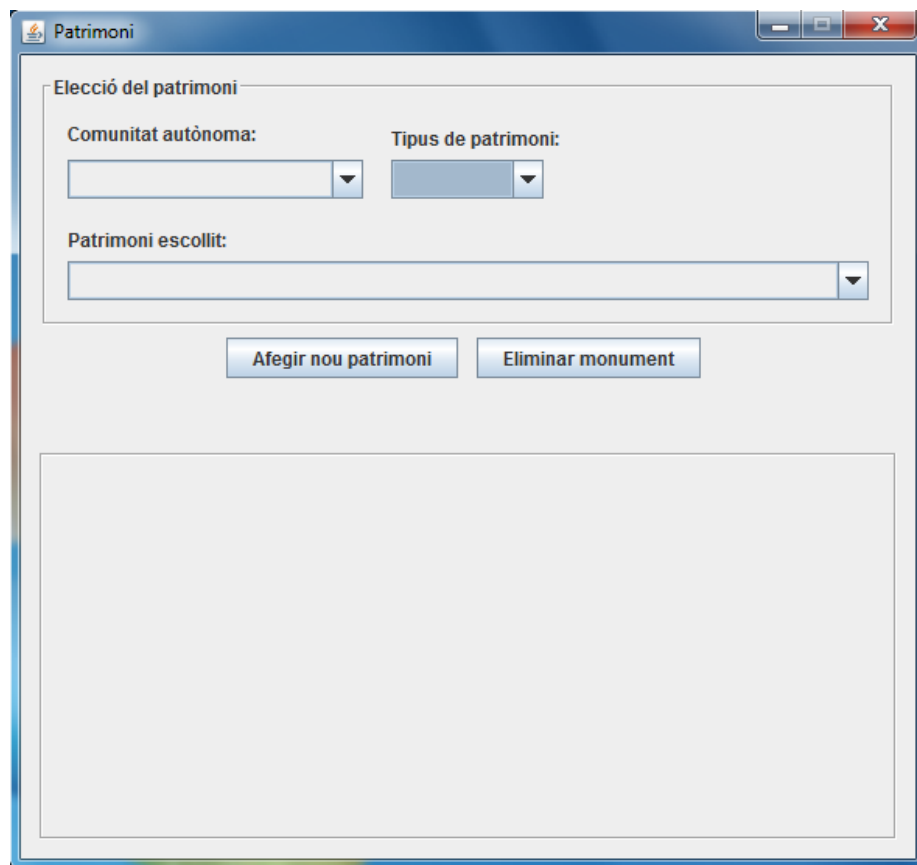 Patrimoni
Elecció del patrimoni
Comunitat autònoma:
Tipus de patrimoni:
Patrimoni escollit:
Afegir nou patrimoni
Eliminar monument